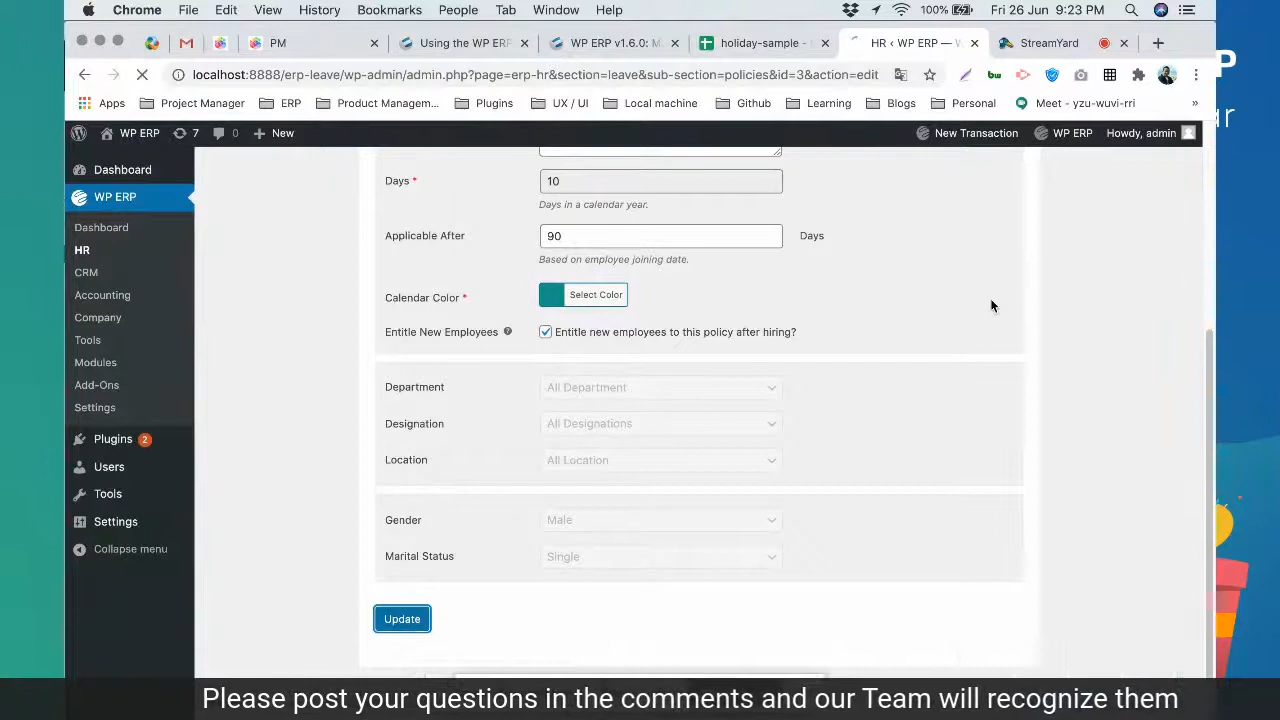 Chrome File Edit View History Bookmarks People Tab Window Help 100% Fri 26 Jun 9:23 PM
PM Using the WP ERP WP ERP v1.6.0: M holiday-sample - HR ‹ WP ERP — W StreamYard
localhost:8888/erp-leave/wp-admin/admin.php?page=erp-hr&section=leave&sub-section=policies&id=3&action=edit
Apps Project Manager ERP Product Managem... Plugins UX / UI Local machine Github Learning Blogs Personal Meet - yzu-wuvi-rri »
WP ERP 7 0 New New Transaction WP ERP Howdy, admin
Dashboard
WP ERP
Dashboard
HR
CRM
Accounting
Company
Tools
Modules
Add-Ons
Settings
Plugins 2
Users
Tools
Settings
Collapse menu
Days * 10
Days in a calendar year.
Applicable After 90 Days
Based on employee joining date.
Calendar Color * Select Color
Entitle New Employees Entitle new employees to this policy after hiring?
Department All Department
Designation All Designations
Location All Location
Gender Male
Marital Status Single
Update
Please post your questions in the comments and our Team will recognize them